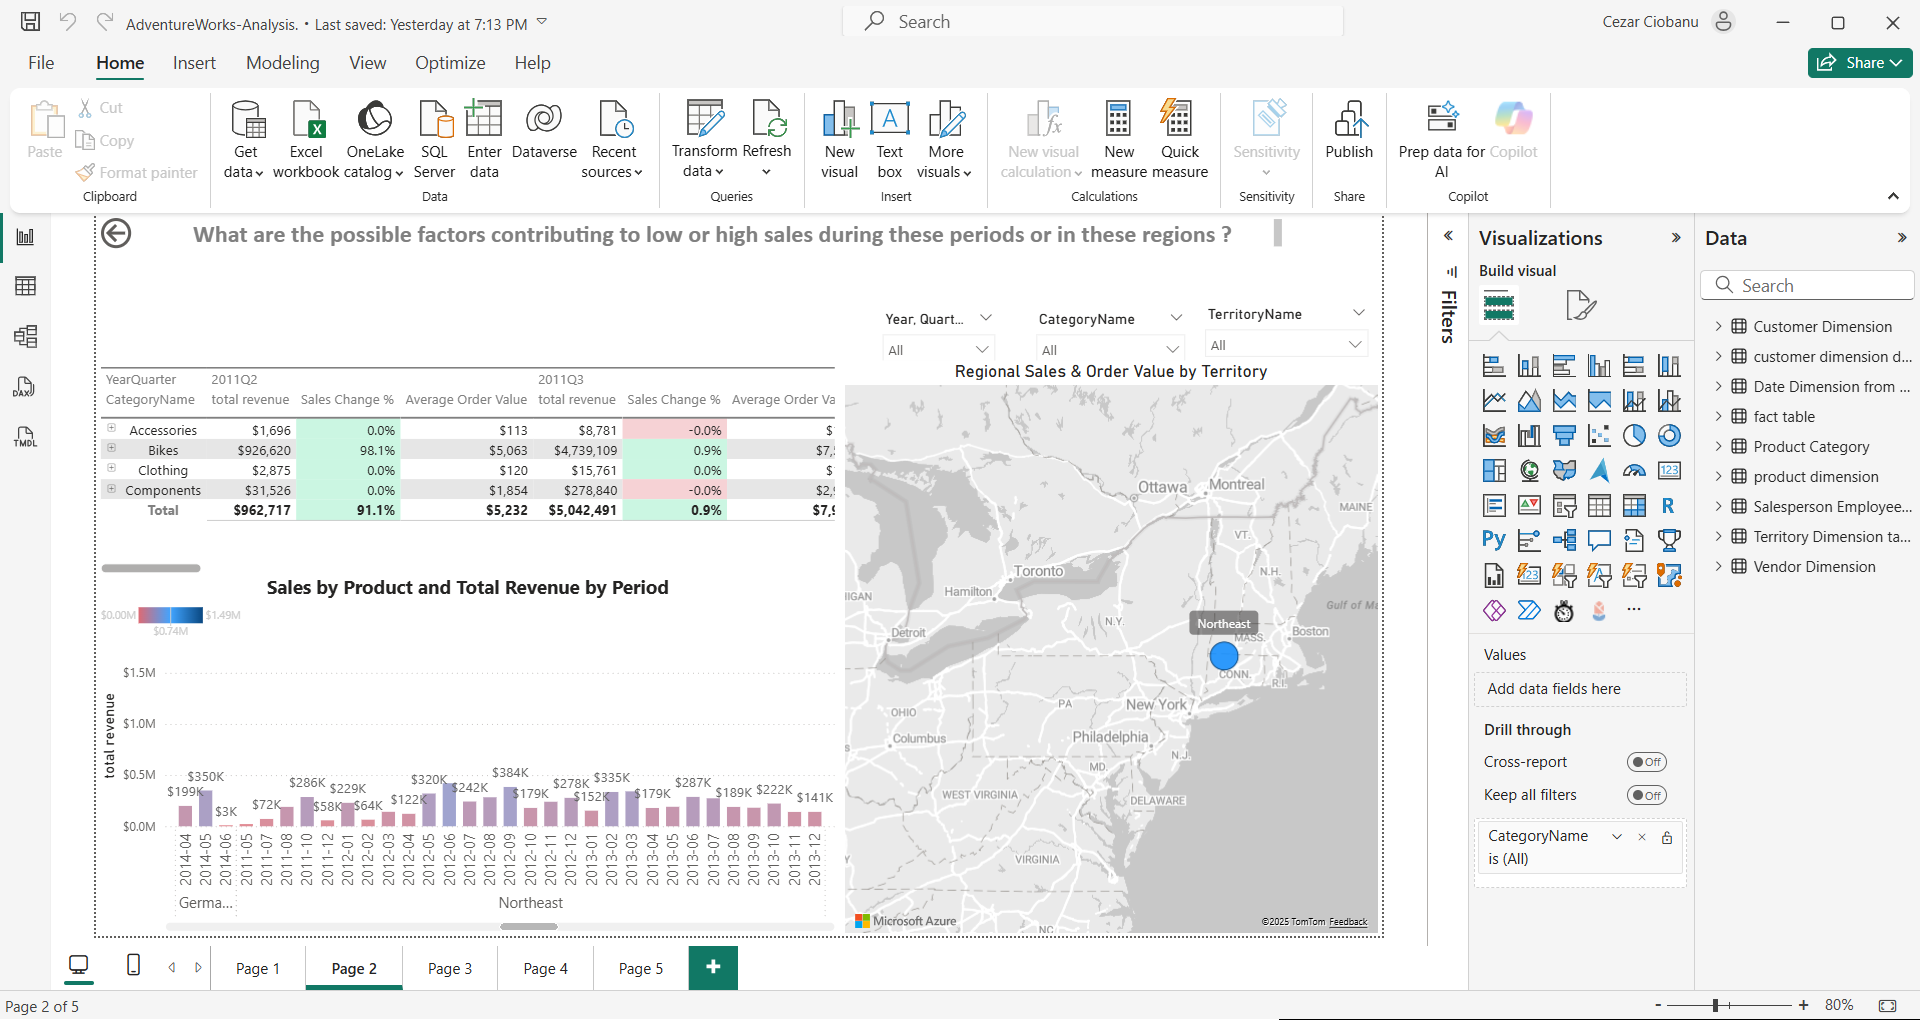 AdventureWorks-Analysis. • Last saved: Yesterday at 7:13 PM
Search
Cezar Ciobanu
File Home Insert Modeling View Optimize Help
Share
Paste
Cut
Copy
Format painter
Clipboard
Get data
Excel workbook
OneLake catalog
SQL Server
Enter data
Dataverse
Recent sources
Data
Transform data
Refresh
Queries
New visual
Text box
More visuals
Insert
New visual calculation
New measure
Quick measure
Calculations
Sensitivity
Sensitivity
Publish
Share
Prep data for AI
Copilot
Copilot
What are the possible factors contributing to low or high sales during these periods or in these regions ?
Year, Quart...
All
CategoryName
All
TerritoryName
All
YearQuarter 2011Q2 2011Q3
CategoryName total revenue Sales Change % Average Order Value total revenue Sales Change % Average Order Va
Accessories $1,696 0.0% $113 $8,781 -0.0%
Bikes $926,620 98.1% $5,063 $4,739,109 0.9%
Clothing $2,875 0.0% $120 $15,761 0.0%
Components $31,526 0.0% $1,854 $278,840 -0.0%
Total $962,717 91.1% $5,232 $5,042,491 0.9%
Sales by Product and Total Revenue by Period
$0.00M $1.49M
$0.74M
total revenue
$1.5M
$1.0M
$0.5M
$0.0M
$199K $350K $3K $72K $286K $58K $229K $64K $122K $320K $242K $384K $179K $278K $152K $335K $179K $287K $189K $222K $141K
2014-04 2014-05 2014-06 2011-05 2011-07 2011-08 2011-10 2011-12 2012-01 2012-02 2012-03 2012-04 2012-05 2012-06 2012-07 2012-08 2012-09 2012-10 2012-11 2012-12 2013-01 2013-02 2013-03 2013-04 2013-05 2013-06 2013-07 2013-08 2013-09 2013-10 2013-11 2013-12
Germa... Northeast
Regional Sales & Order Value by Territory
Ottawa
Montreal
MAINE
VT.
Toronto
N.H.
Hamilton
IGAN
Gulf of M
N.Y.
Northeast
Detroit
MASS.
Boston
CONN.
R.I.
PA
New York
OHIO
Columbus
Philadelphia
N.J.
MD.
WEST VIRGINIA
DELAWARE
VIRGINIA
NC
Microsoft Azure
©2025 TomTom Feedback
Filters
Visualizations
Build visual
R
Py
123
Values
Add data fields here
Drill through
Cross-report
Off
Keep all filters
Off
CategoryName
is (All)
Data
Search
Customer Dimension
customer dimension d...
Date Dimension from ...
fact table
Product Category
product dimension
Salesperson Employee...
Territory Dimension ta...
Vendor Dimension
DAX
TMDL
Page 1 Page 2 Page 3 Page 4 Page 5
Page 2 of 5
- + 80%